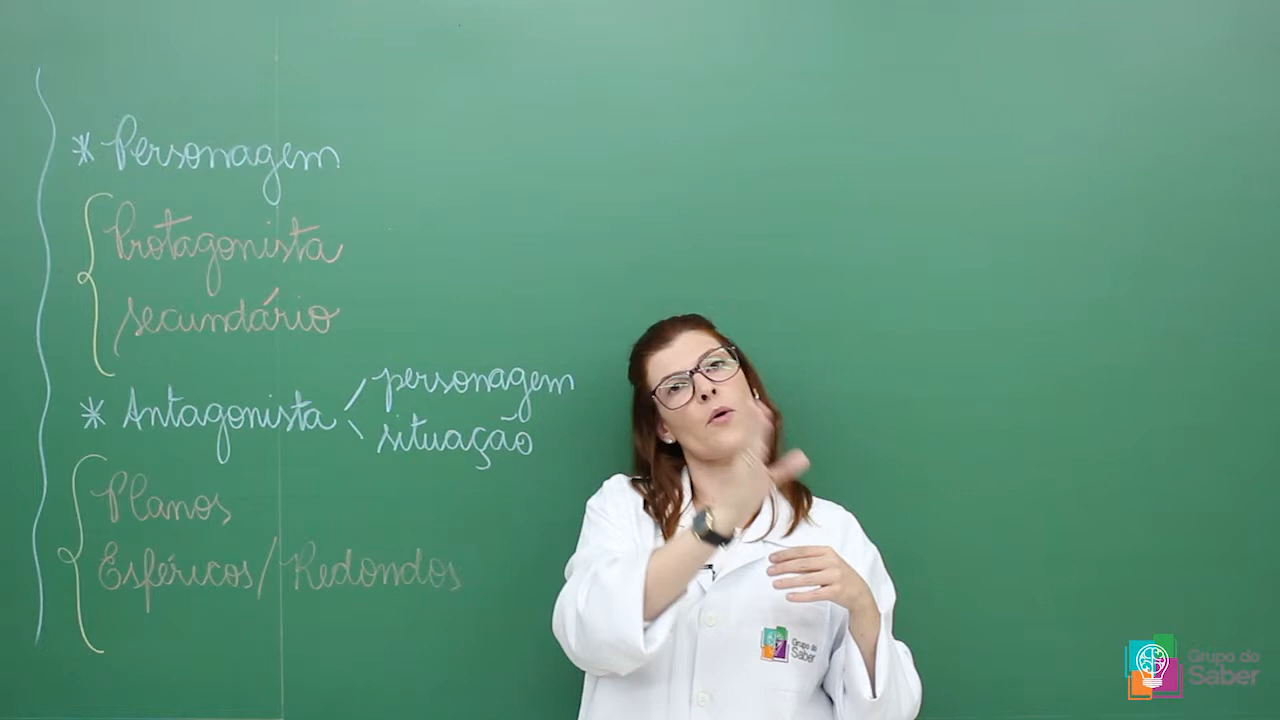 * Personagem
Protagonista
secundário
* Antagonista
personagem
situação
Planos
Esféricos/Redondos
Grupo do
Saber
Grupo do
Saber